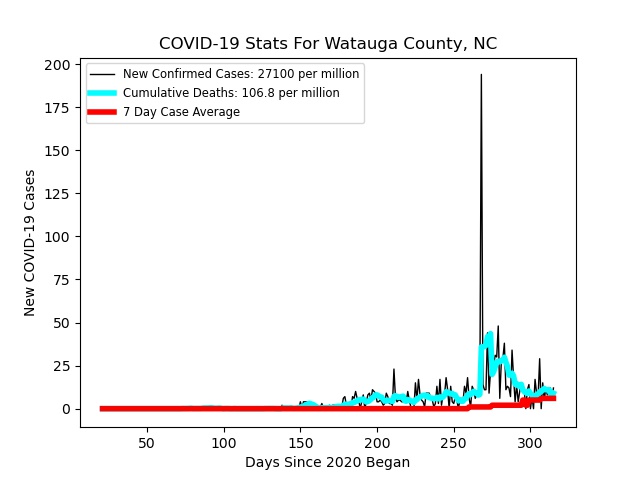 COVID-19 Stats For Watauga County, NC
New Confirmed Cases: 27100 per million
Cumulative Deaths: 106.8 per million
7 Day Case Average
200
175
150
125
100
75
50
25
0
New COVID-19 Cases
50 100 150 200 250 300
Days Since 2020 Began